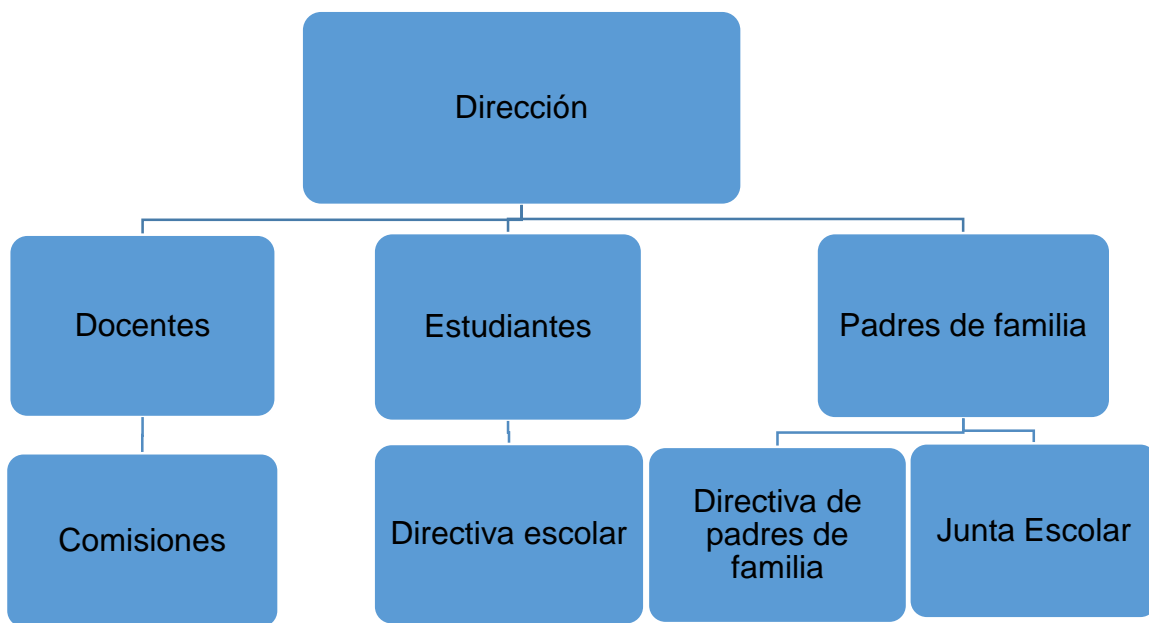 Dirección
Docentes
Estudiantes
Padres de familia
Comisiones
Directiva escolar
Directiva de
padres de
familia
Junta Escolar